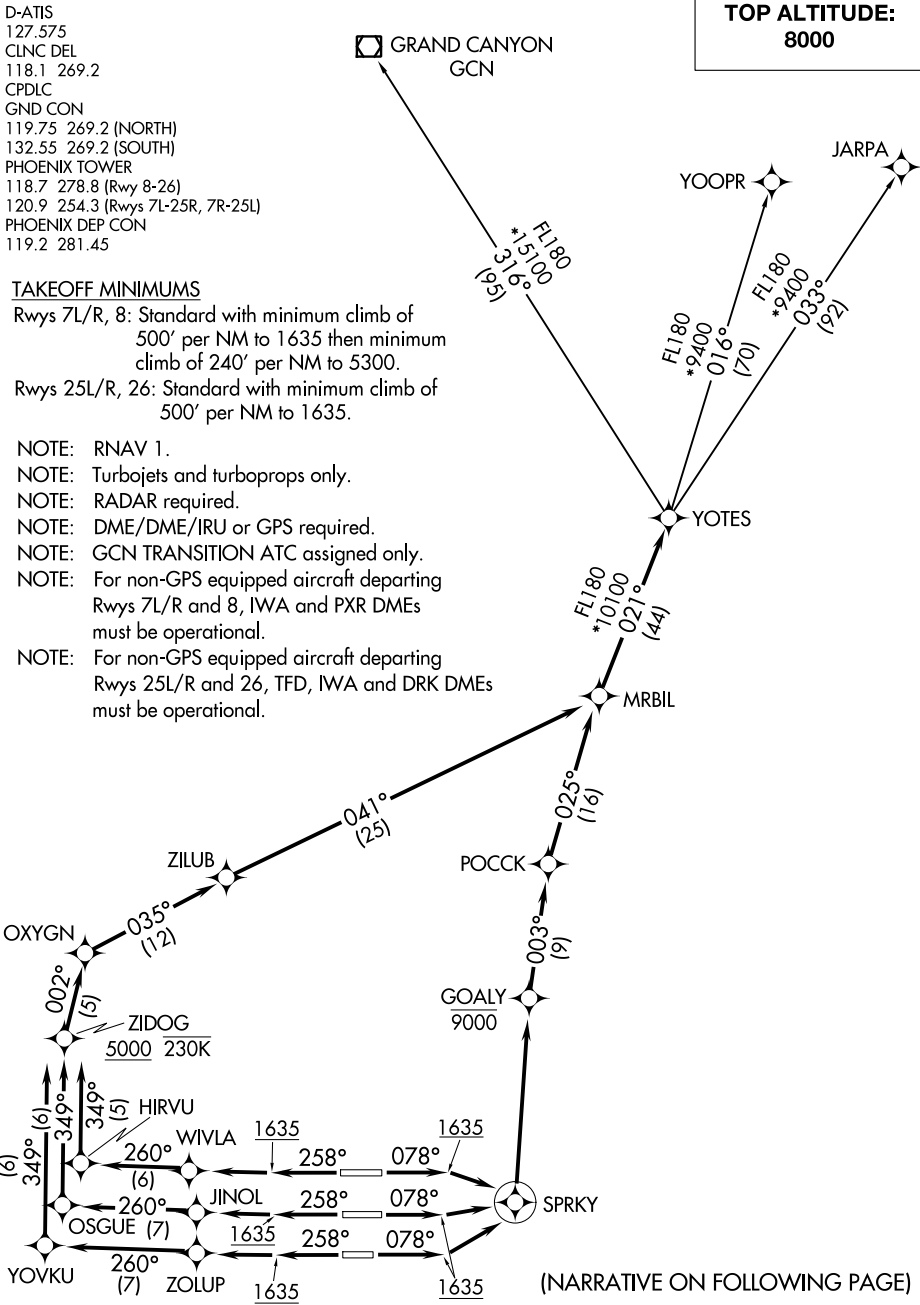 D-ATIS
127.575
CLNC DEL
118.1 269.2
CPDLC
GND CON
119.75 269.2 (NORTH)
132.55 269.2 (SOUTH)
PHOENIX TOWER
118.7 278.8 (Rwy 8-26)
120.9 254.3 (Rwys 7L-25R, 7R-25L)
PHOENIX DEP CON
119.2 281.45
TOP ALTITUDE:
8000
GRAND CANYON
GCN
YOOPR
JARPA
FL180
*15100
316°
(95)
FL180
*9400
016°
(70)
FL180
*9400
033°
(92)
TAKEOFF MINIMUMS
Rwys 7L/R, 8: Standard with minimum climb of
500' per NM to 1635 then minimum
climb of 240' per NM to 5300.
Rwys 25L/R, 26: Standard with minimum climb of
500' per NM to 1635.
NOTE: RNAV 1.
NOTE: Turbojets and turboprops only.
NOTE: RADAR required.
NOTE: DME/DME/IRU or GPS required.
NOTE: GCN TRANSITION ATC assigned only.
NOTE: For non-GPS equipped aircraft departing
Rwys 7L/R and 8, IWA and PXR DMEs
must be operational.
NOTE: For non-GPS equipped aircraft departing
Rwys 25L/R and 26, TFD, IWA and DRK DMEs
must be operational.
YOTES
FL180
*10100
021°
(44)
MRBIL
041°
(25)
025°
(16)
ZILUB
POCCK
035°
(12)
OXYGN
003°
(9)
002°
(5)
GOALY
9000
ZIDOG
5000 230K
349°
(6)
349°
(6)
349°
(5)
HIRVU
WIVLA
260°
(6)
1635
258°
078°
1635
JINOL
OSGUE
260°
(7)
1635
258°
078°
SPRKY
YOVKU
260°
(7)
ZOLUP
1635
258°
078°
1635
(NARRATIVE ON FOLLOWING PAGE)